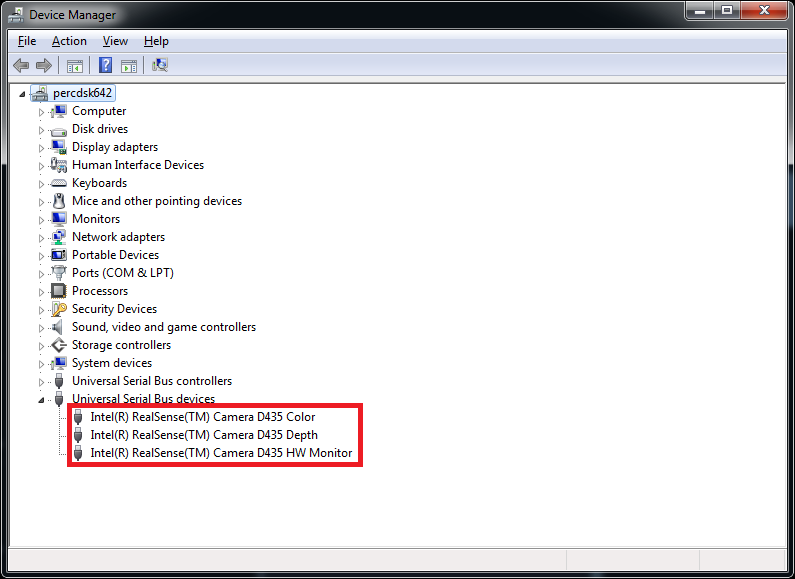 Device Manager
File Action View Help
percdsk642
Computer
Disk drives
Display adapters
Human Interface Devices
Keyboards
Mice and other pointing devices
Monitors
Network adapters
Portable Devices
Ports (COM & LPT)
Processors
Security Devices
Sound, video and game controllers
Storage controllers
System devices
Universal Serial Bus controllers
Universal Serial Bus devices
Intel(R) RealSense(TM) Camera D435 Color
Intel(R) RealSense(TM) Camera D435 Depth
Intel(R) RealSense(TM) Camera D435 HW Monitor